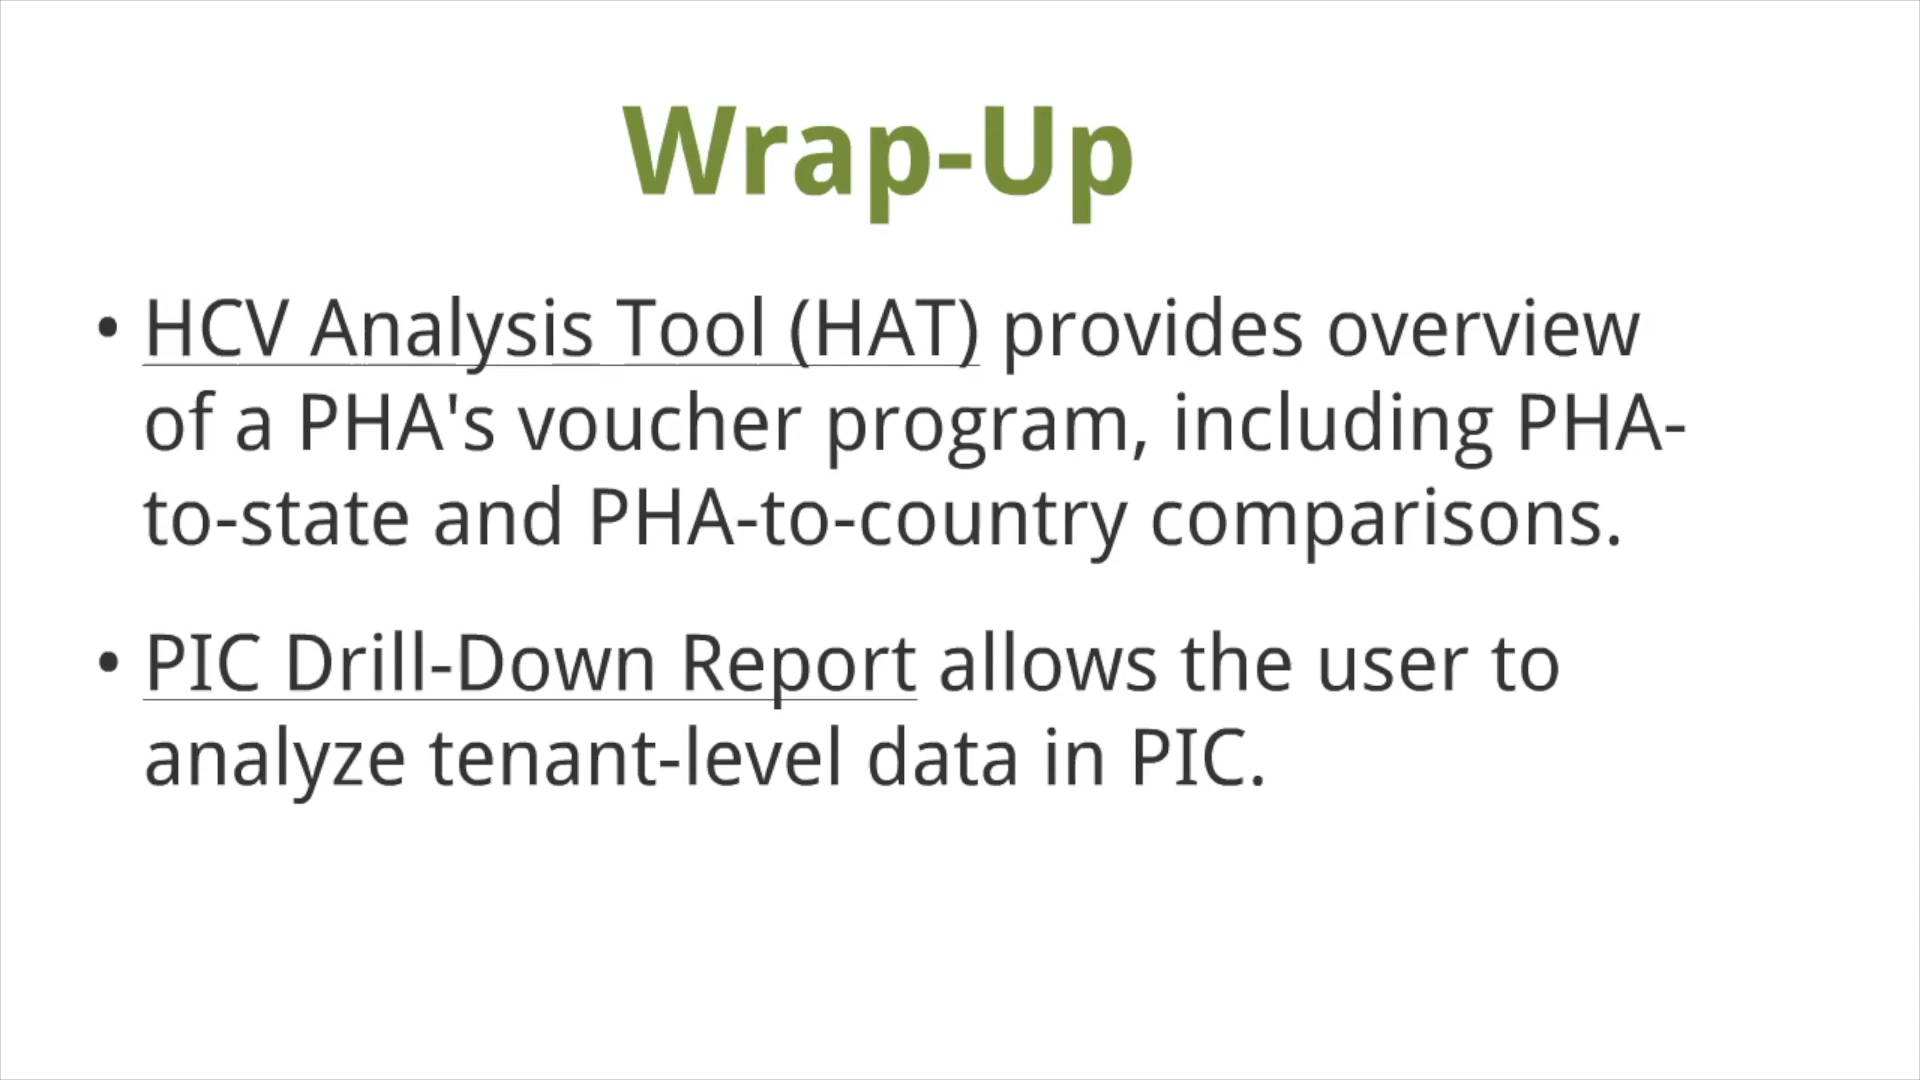 Wrap-Up
• HCV Analysis Tool (HAT) provides overview
of a PHA's voucher program, including PHA-
to-state and PHA-to-country comparisons.
• PIC Drill-Down Report allows the user to
analyze tenant-level data in PIC.